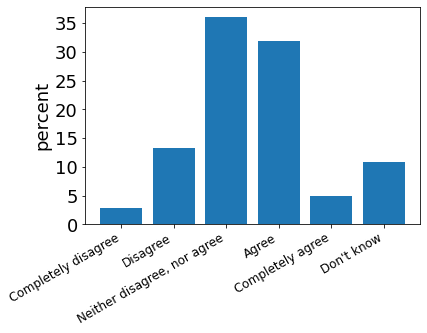 percent
35
30
25
20
15
10
5
0
Completely disagree
Disagree
Neither disagree, nor agree
Agree
Completely agree
Don't know